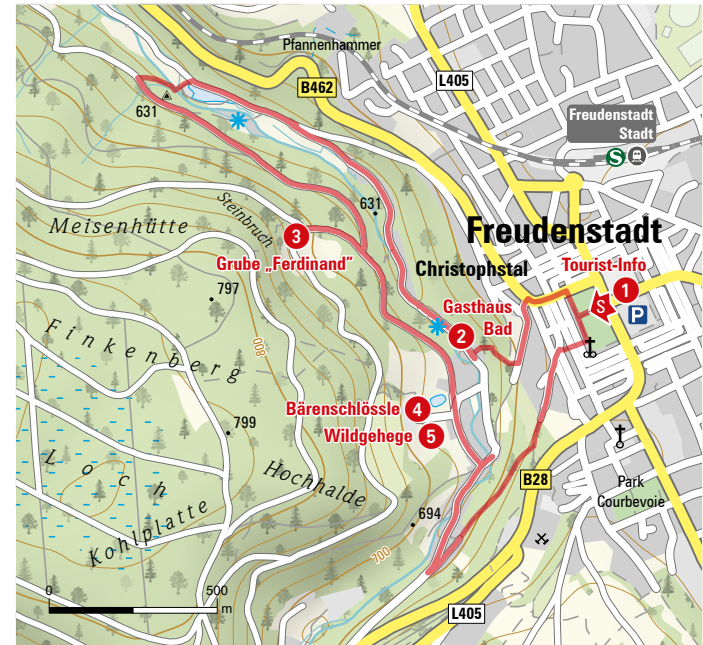 Pfannenhammer
B462
L405
631
Freudenstadt
Stadt
S
631
Steinbruch
Meisenhütte
3
Grube „Ferdinand”
Freudenstadt
Christophstal
Tourist-Info
1
S
P
797
Gasthaus
Bad
2
Finkenberg
800
Bärenschlössle 4
Wildgehege 5
799
Loch
Hochhalde
Kohlplatte
694
700
B28
Park
Courbevoie
0 500
m
L405